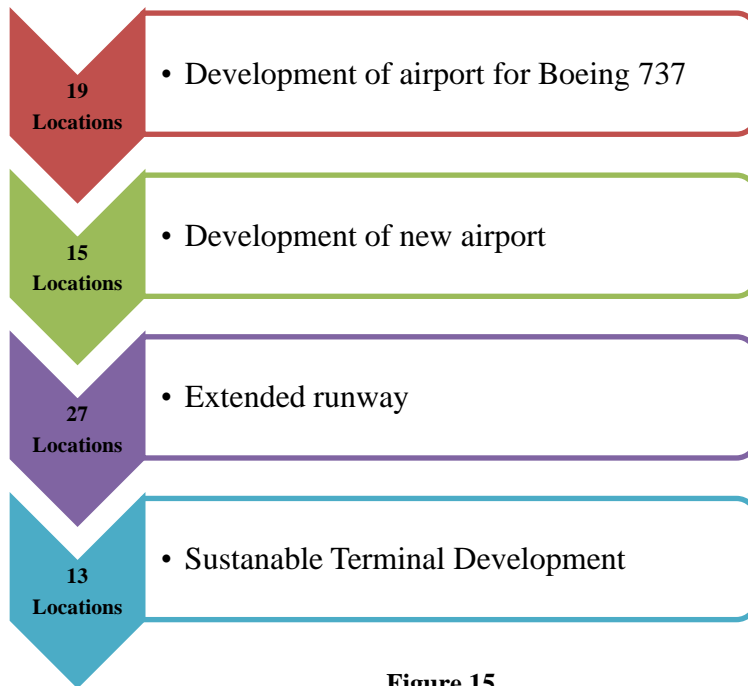 19
Locations
• Development of airport for Boeing 737
15
Locations
• Development of new airport
27
Locations
• Extended runway
13
Locations
• Sustanable Terminal Development
Figure 15